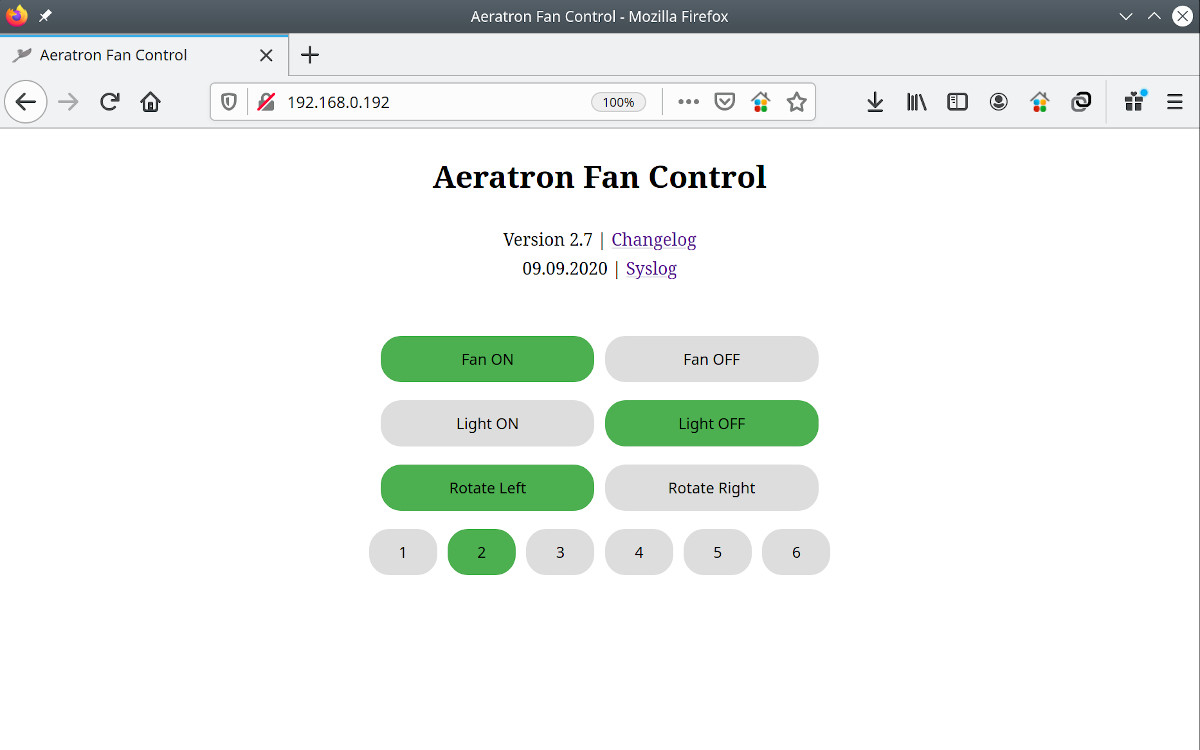 Aeratron Fan Control - Mozilla Firefox
Aeratron Fan Control
192.168.0.192 100%
Aeratron Fan Control
Version 2.7 | Changelog
09.09.2020 | Syslog
Fan ON Fan OFF
Light ON Light OFF
Rotate Left Rotate Right
1 2 3 4 5 6